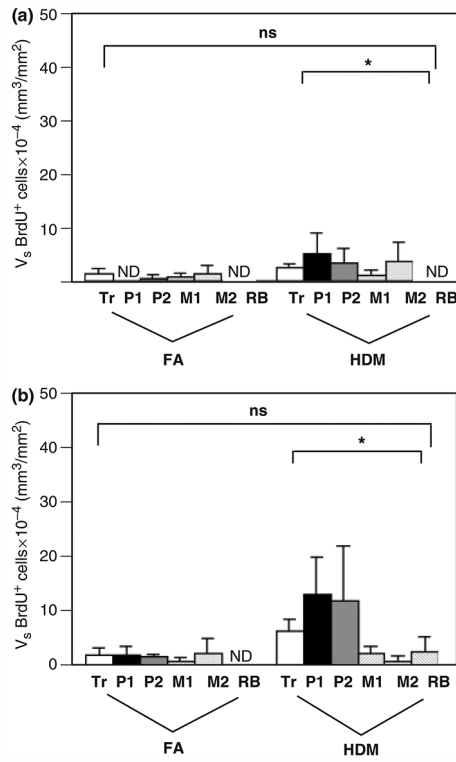 (a)
50
ns
40
*
30
20
10
Vs BrdU+ cells×10−4 (mm3/mm2)
ND
ND
ND
Tr P1 P2 M1 M2 RB
Tr P1 P2 M1 M2 RB
FA
HDM
(b)
50
ns
40
*
30
20
10
0
Vs BrdU+ cells×10−4 (mm3/mm2)
ND
Tr P1 P2 M1 M2 RB
Tr P1 P2 M1 M2 RB
FA
HDM